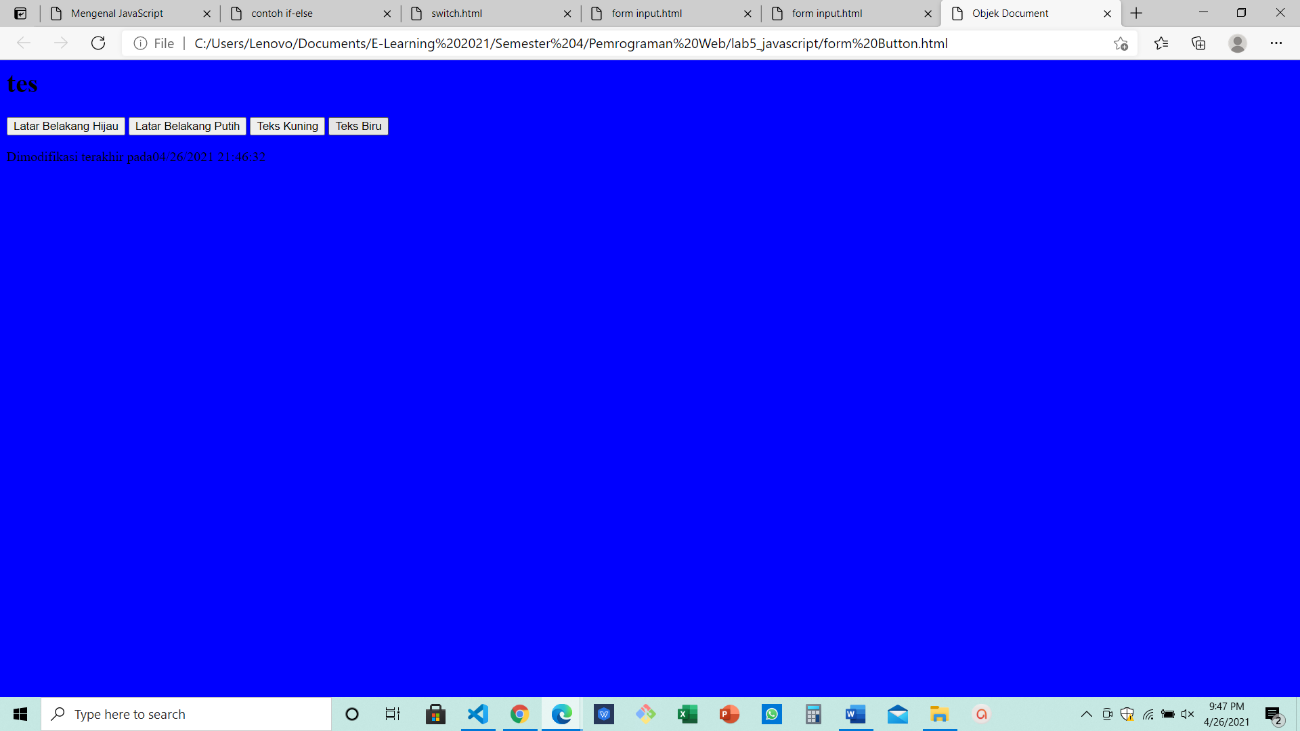 Mengenal JavaScript
contoh if-else
switch.html
form input.html
form input.html
Objek Document
File | C:/Users/Lenovo/Documents/E-Learning%202021/Semester%204/Pemrograman%20Web/lab5_javascript/form%20Button.html
tes
Latar Belakang Hijau Latar Belakang Putih Teks Kuning Teks Biru
Dimodifikasi terakhir pada04/26/2021 21:46:32
Type here to search
9:47 PM
4/26/2021
2